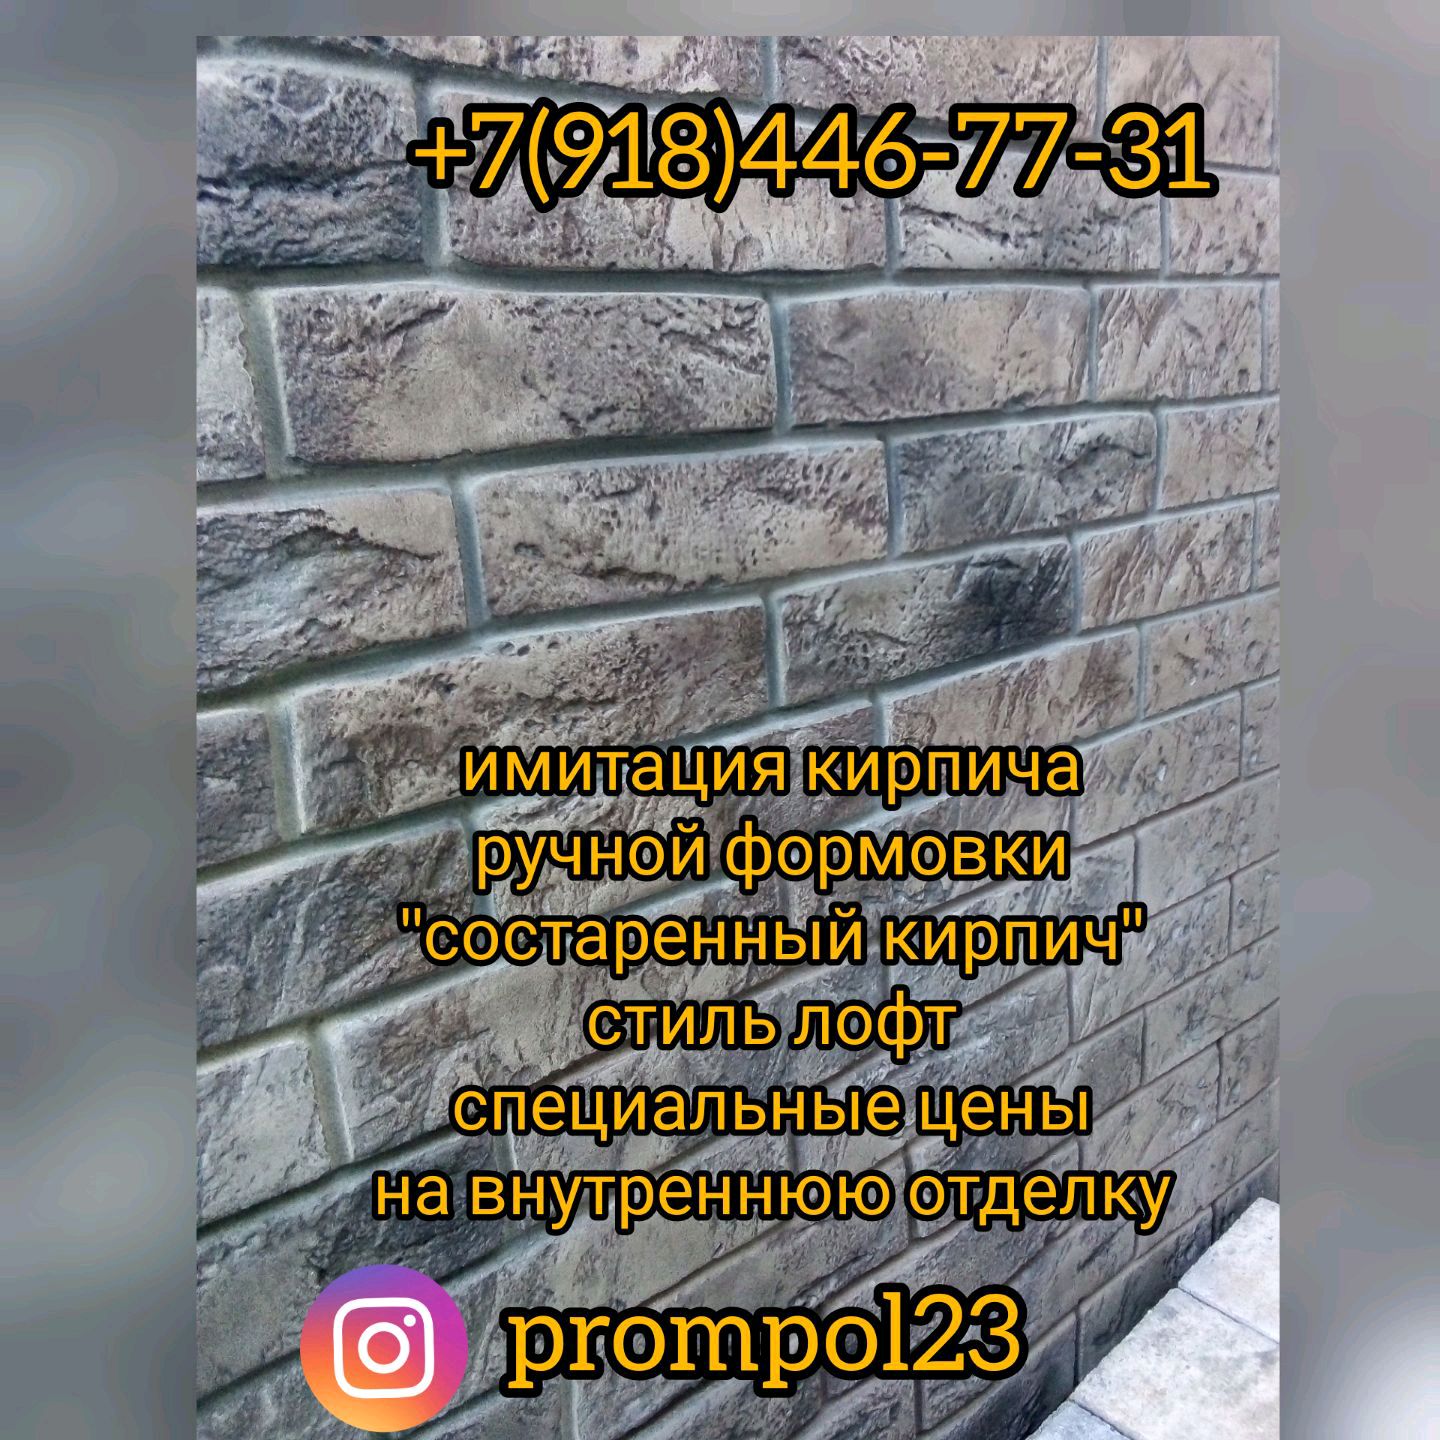 +7(918)446-77-31
имитация кирпича
ручной формовки
"состаренный кирпич"
стиль лофт
специальные цены
на внутреннюю отделку
prompol23